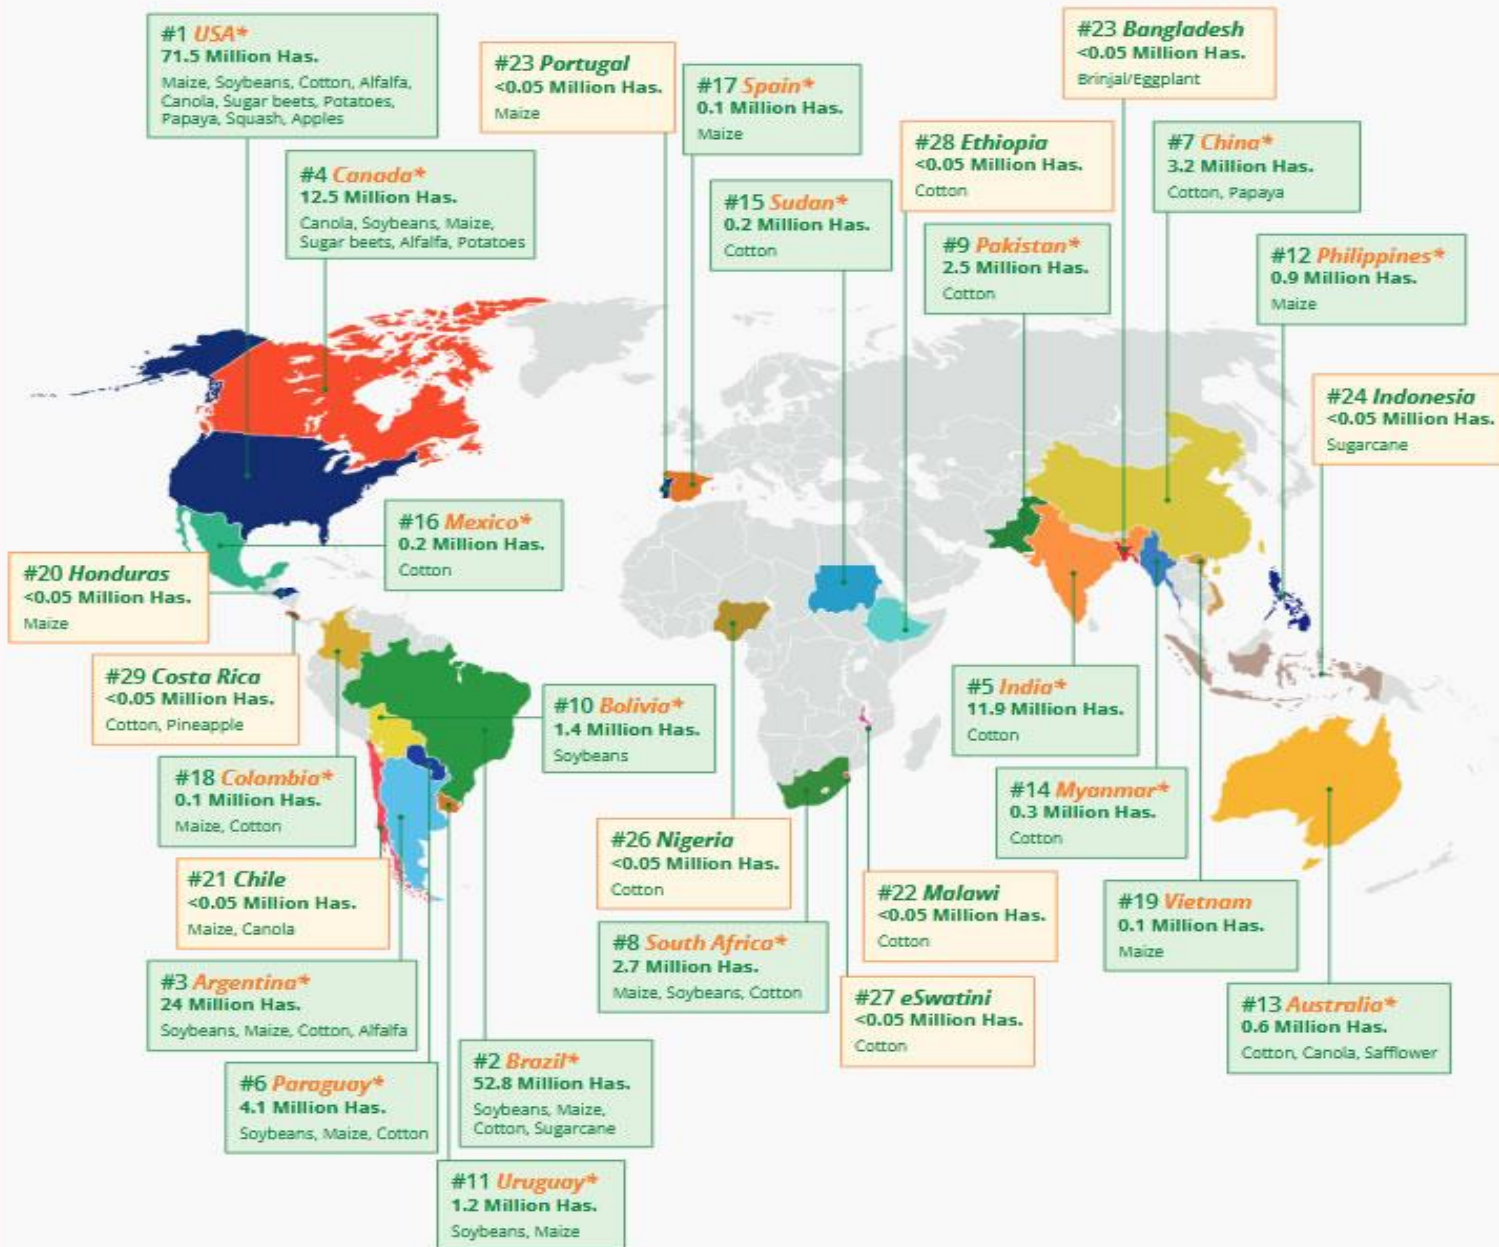 #1 USA*
71.5 Million Has.
Maize, Soybeans, Cotton, Alfalfa,
Canola, Sugar beets, Potatoes,
Papaya, Squash, Apples
#23 Portugal
<0.05 Million Has.
Maize
#17 Spain*
0.1 Million Has.
Maize
#23 Bangladesh
<0.05 Million Has.
Brinjal/Eggplant
#4 Canada*
12.5 Million Has.
Canola, Soybeans, Maize,
Sugar beets, Alfalfa, Potatoes
#15 Sudan*
0.2 Million Has.
Cotton
#28 Ethiopia
<0.05 Million Has.
Cotton
#7 China*
3.2 Million Has.
Cotton, Papaya
#9 Pakistan*
2.5 Million Has.
Cotton
#12 Philippines*
0.9 Million Has.
Maize
#24 Indonesia
<0.05 Million Has.
Sugarcane
#16 Mexico*
0.2 Million Has.
Cotton
#20 Honduras
<0.05 Million Has.
Maize
#29 Costa Rica
<0.05 Million Has.
Cotton, Pineapple
#10 Bolivia*
1.4 Million Has.
Soybeans
#5 India*
11.9 Million Has.
Cotton
#18 Colombia*
0.1 Million Has.
Maize, Cotton
#14 Myanmar*
0.3 Million Has.
Cotton
#26 Nigeria
<0.05 Million Has.
Cotton
#21 Chile
<0.05 Million Has.
Maize, Canola
#22 Malawi
<0.05 Million Has.
Cotton
#19 Vietnam
0.1 Million Has.
Maize
#8 South Africa*
2.7 Million Has.
Maize, Soybeans, Cotton
#3 Argentina*
24 Million Has.
Soybeans, Maize, Cotton, Alfalfa
#27 eSwatini
<0.05 Million Has.
Cotton
#13 Australia*
0.6 Million Has.
Cotton, Canola, Safflower
#2 Brazil*
52.8 Million Has.
Soybeans, Maize,
Cotton, Sugarcane
#6 Paraguay*
4.1 Million Has.
Soybeans, Maize, Cotton
#11 Uruguay*
1.2 Million Has.
Soybeans, Maize